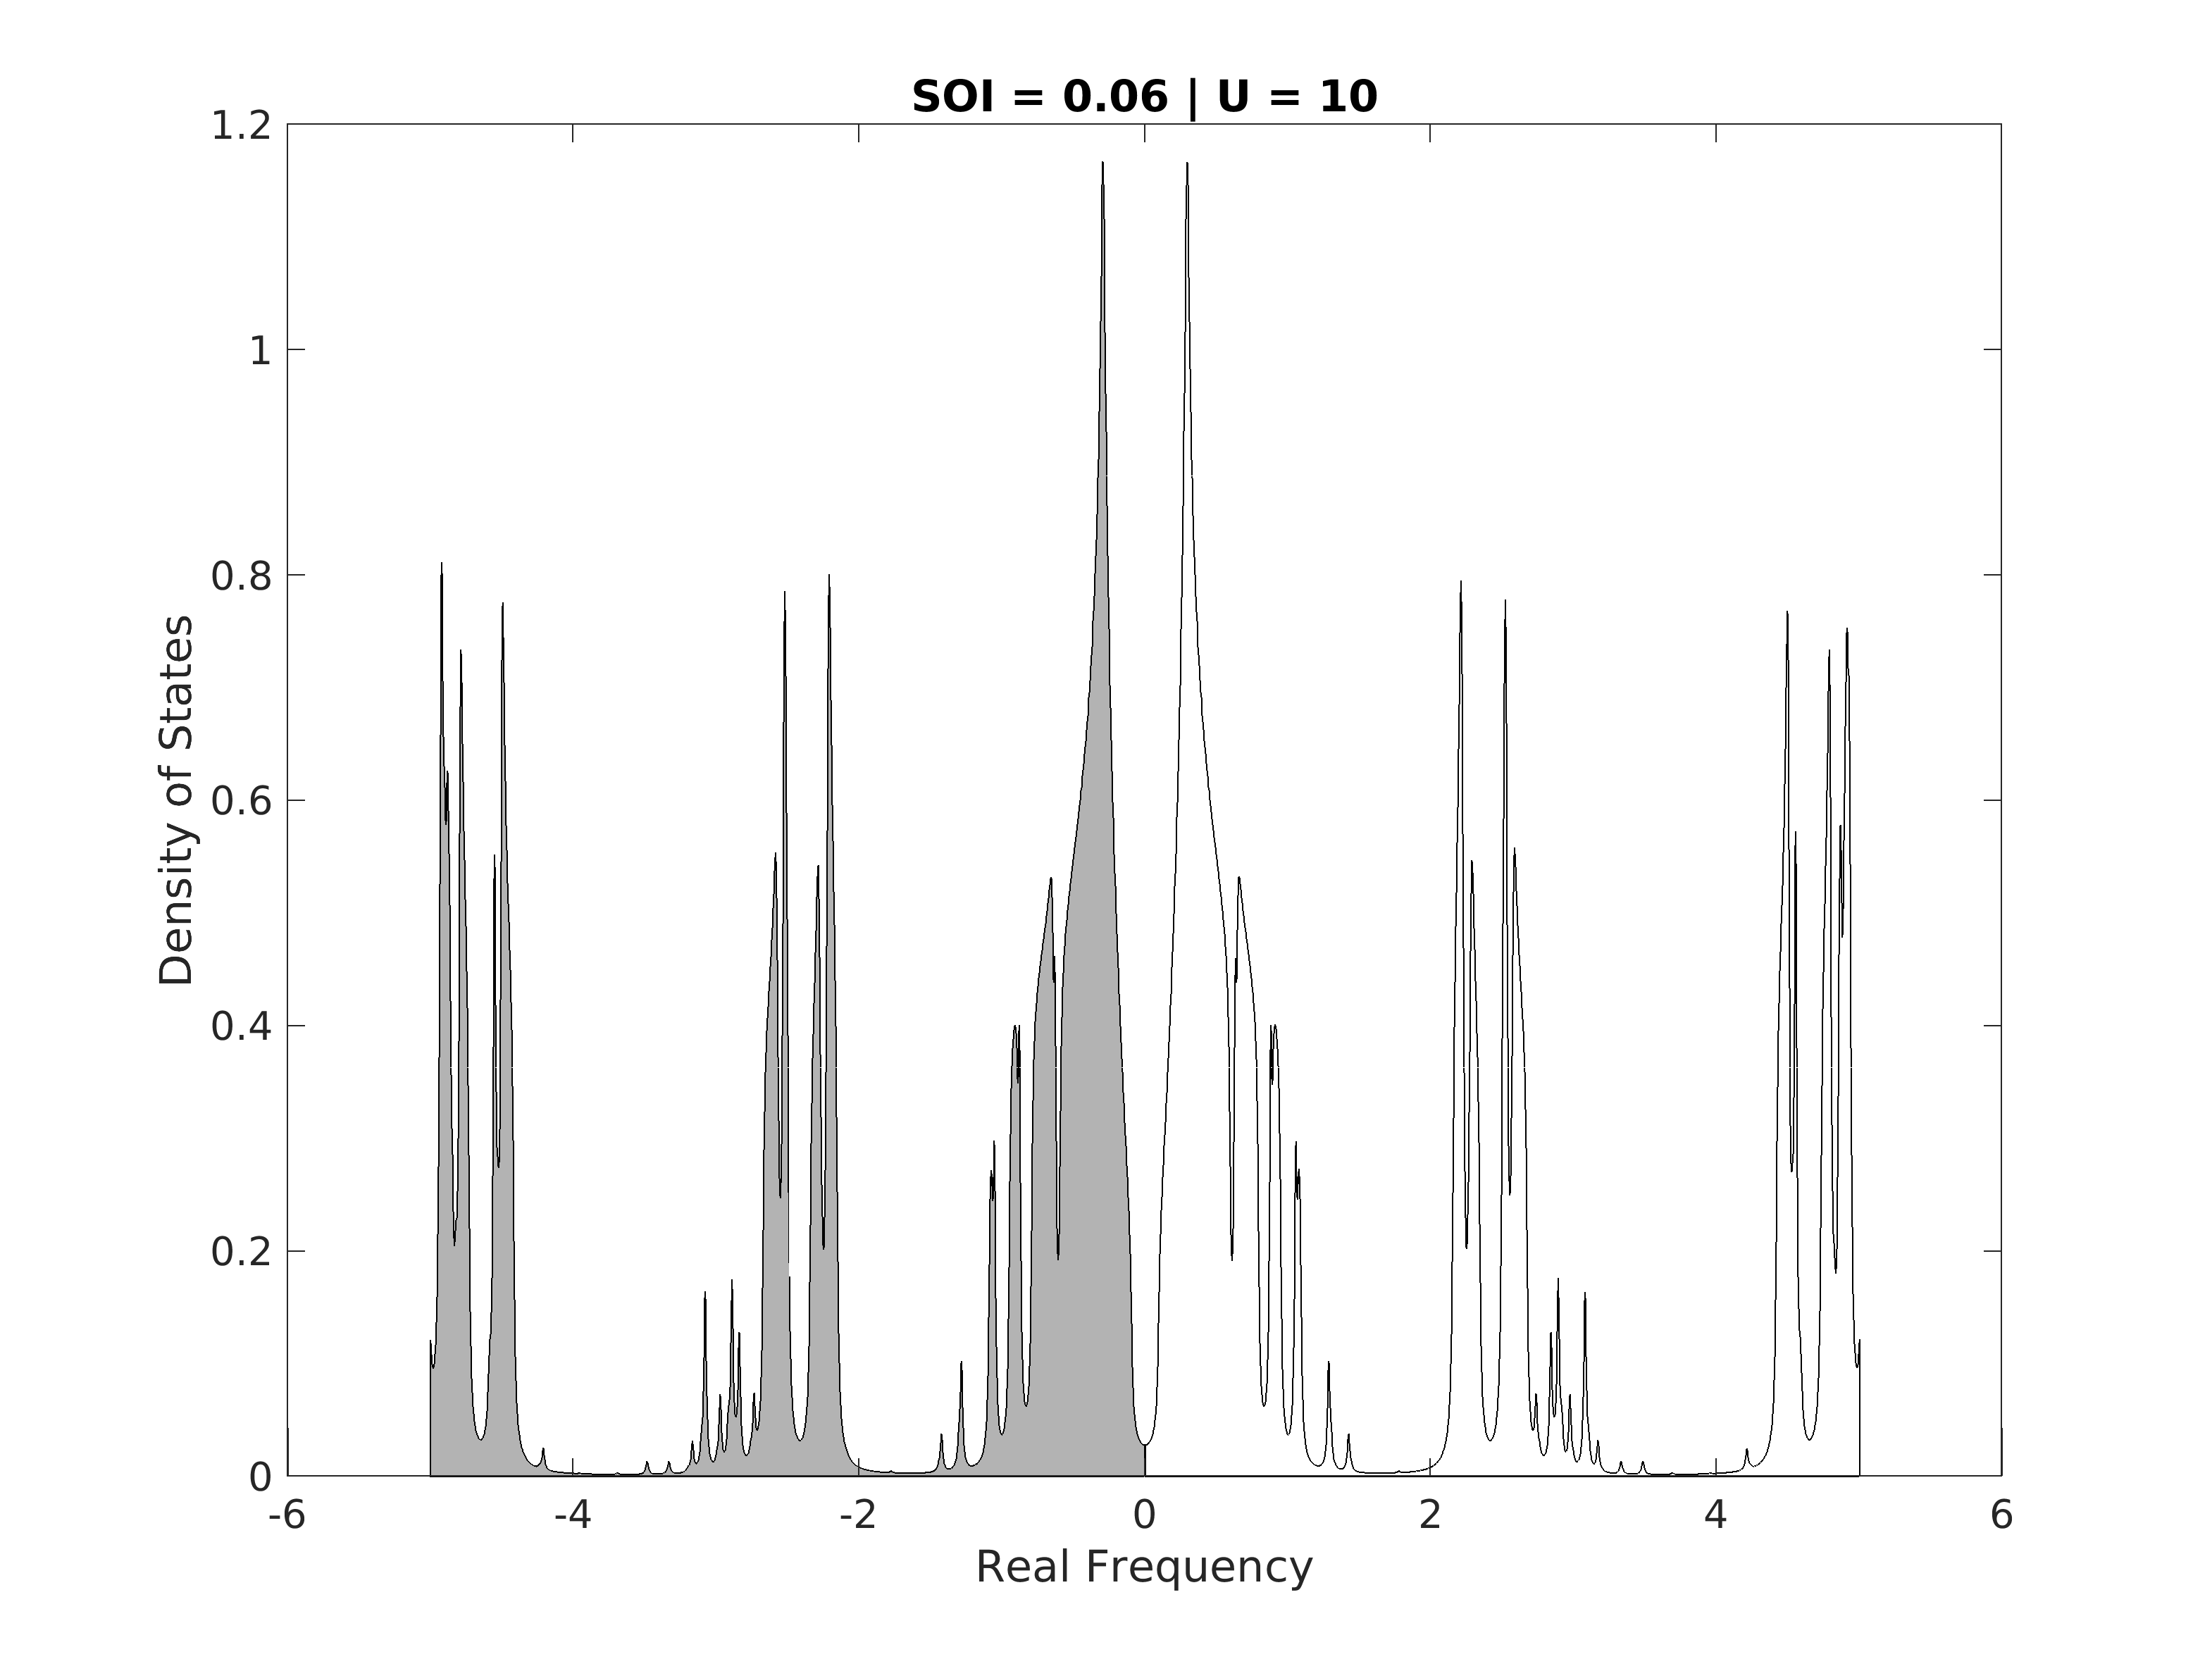 SOI = 0.06 | U = 10
1.2
1
0.8
0.6
0.4
0.2
0
Density of States
-6 -4 -2 0 2 4 6
Real Frequency